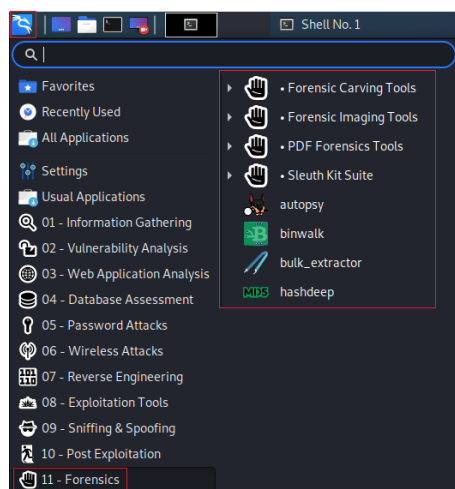 Shell No. 1
Favorites
Recently Used
All Applications
Settings
Usual Applications
01 - Information Gathering
02 - Vulnerability Analysis
03 - Web Application Analysis
04 - Database Assessment
05 - Password Attacks
06 - Wireless Attacks
07 - Reverse Engineering
08 - Exploitation Tools
09 - Sniffing & Spoofing
10 - Post Exploitation
11 - Forensics
• Forensic Carving Tools
• Forensic Imaging Tools
• PDF Forensics Tools
• Sleuth Kit Suite
autopsy
binwalk
bulk_extractor
MD5 hashdeep